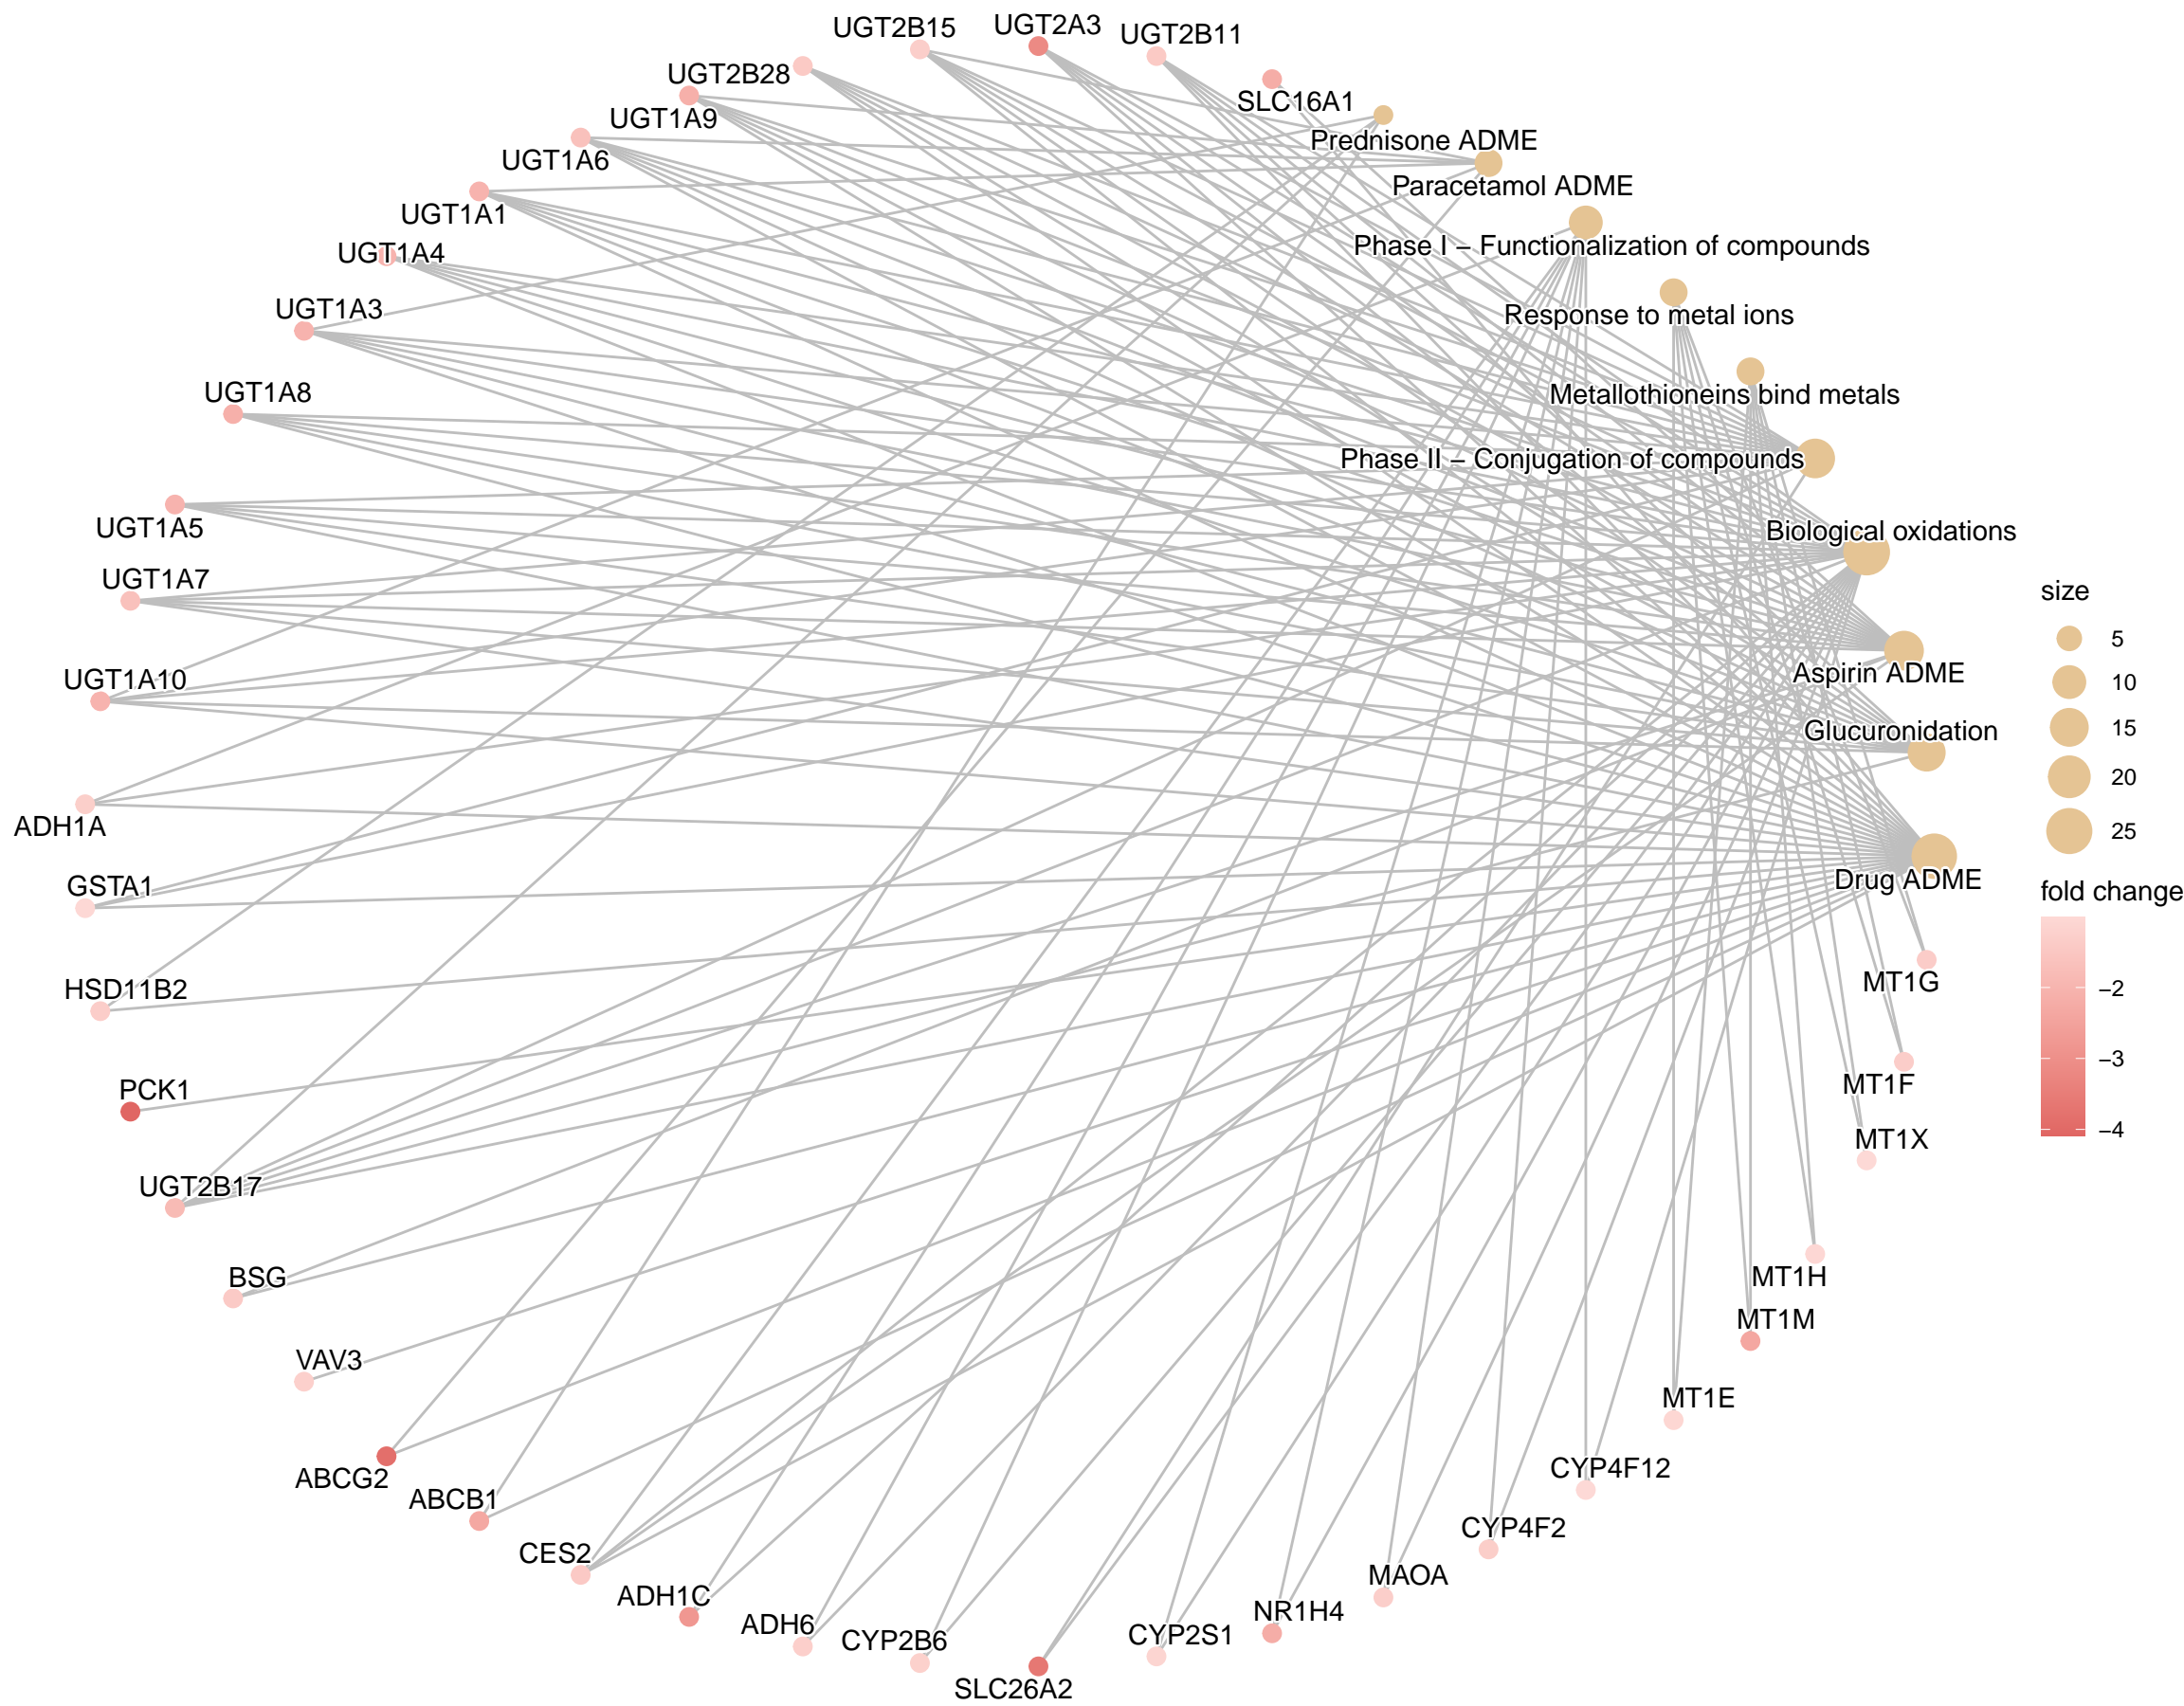 UGT2B15
UGT2A3
UGT2B11
UGT2B28
SLC16A1
UGT1A9
Prednisone ADME
UGT1A6
Paracetamol ADME
UGT1A1
Phase I – Functionalization of compounds
UGT1A4
UGT1A3
Response to metal ions
UGT1A8
Metallothioneins bind metals
Phase II – Conjugation of compounds
UGT1A5
Biological oxidations
UGT1A7
UGT1A10
Aspirin ADME
Glucuronidation
ADH1A
Drug ADME
GSTA1
HSD11B2
MT1G
PCK1
MT1F
MT1X
UGT2B17
BSG
MT1H
MT1M
VAV3
MT1E
ABCG2
CYP4F12
ABCB1
CYP4F2
CES2
MAOA
ADH1C
NR1H4
ADH6
CYP2B6
CYP2S1
SLC26A2
size
5
10
15
20
25
fold change
−2
−3
−4